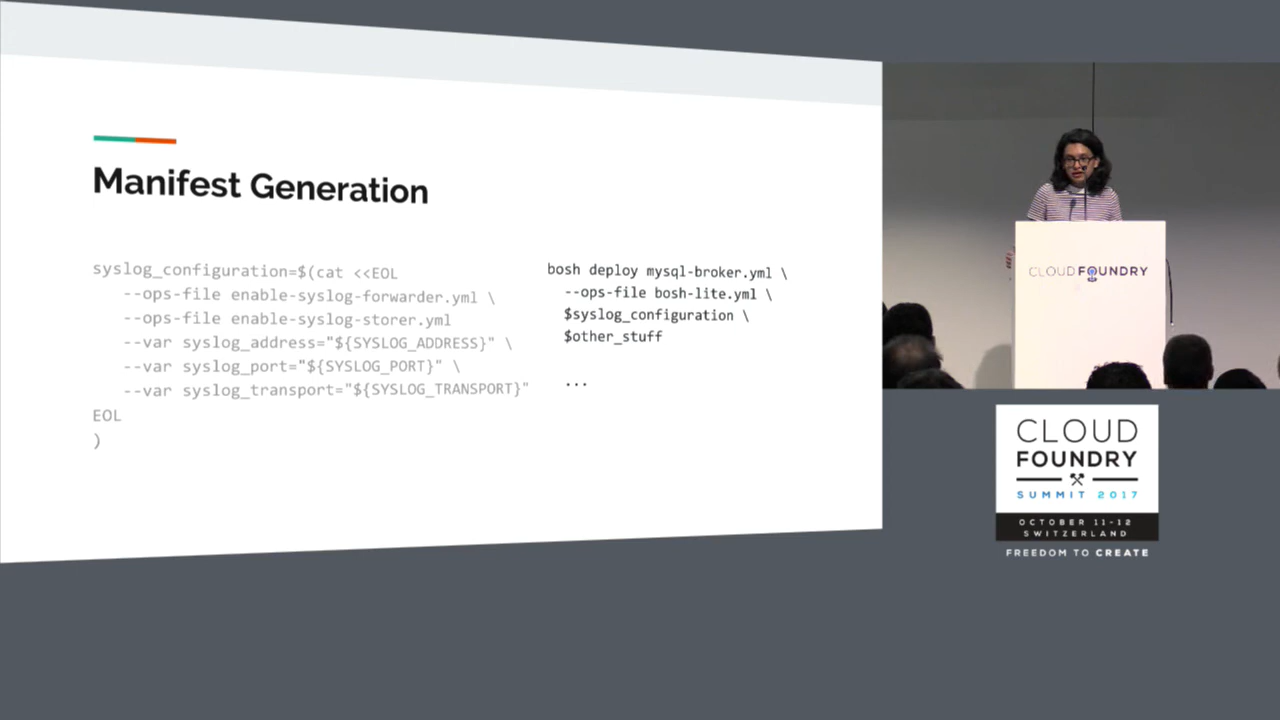 Manifest Generation
syslog_configuration=$(cat <<EOL
--ops-file enable-syslog-forwarder.yml \
--ops-file enable-syslog-storer.yml
--var syslog_address="${SYSLOG_ADDRESS}" \
--var syslog_port="${SYSLOG_PORT}" \
--var syslog_transport="${SYSLOG_TRANSPORT}"
EOL
)
bosh deploy mysql-broker.yml \
--ops-file bosh-lite.yml \
$syslog_configuration \
$other_stuff
...
CLOUD FOUNDRY
CLOUD
FOUNDRY
SUMMIT 2017
OCTOBER 11-12
SWITZERLAND
FREEDOM TO CREATE